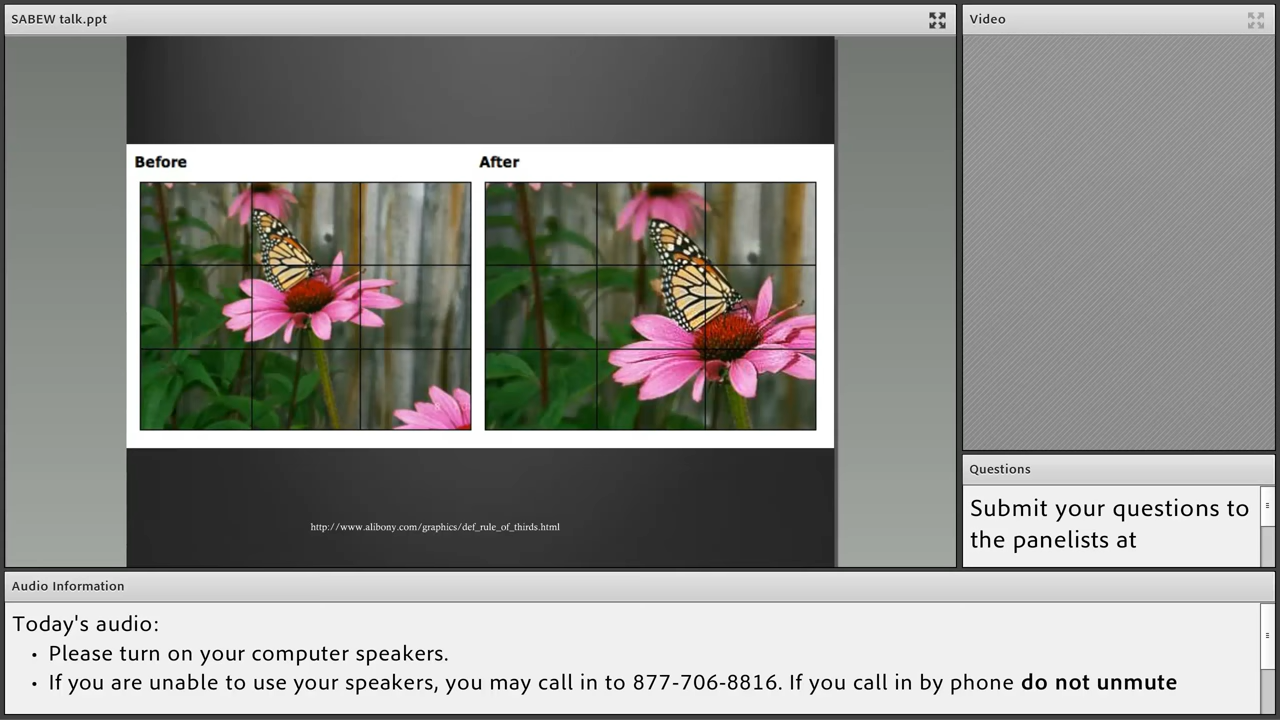 SABEW talk.ppt
Before
After
http://www.alibony.com/graphics/def_rule_of_thirds.html
Video
Questions
Submit your questions to
the panelists at
Audio Information
Today's audio:
• Please turn on your computer speakers.
• If you are unable to use your speakers, you may call in to 877-706-8816. If you call in by phone do not unmute